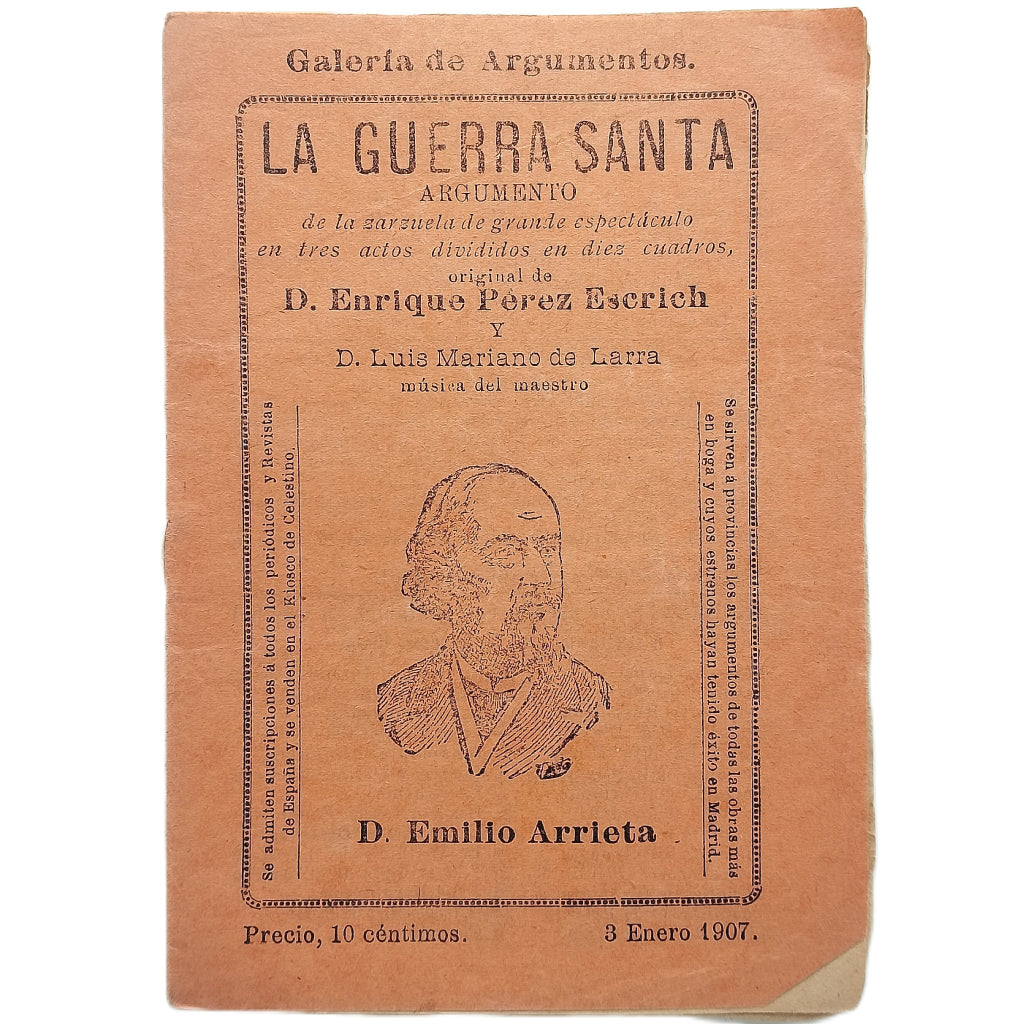 Galería de Argumentos.
LA GUERRA SANTA
ARGUMENTO
de la zarzuela de grande espectáculo
en tres actos divididos en diez cuadros,
original de
D. Enrique Pérez Escrich
Y
D. Luis Mariano de Larra
música del maestro
Se admiten suscripciones á todos los periódicos y Revistas
de España y se venden en el Kiosco de Celestino.
Se sirven á provincias los argumentos de todas las obras más
en boga y cuyos estrenos hayan tenido éxito en Madrid.
D. Emilio Arrieta
Precio, 10 céntimos.
3 Enero 1907.